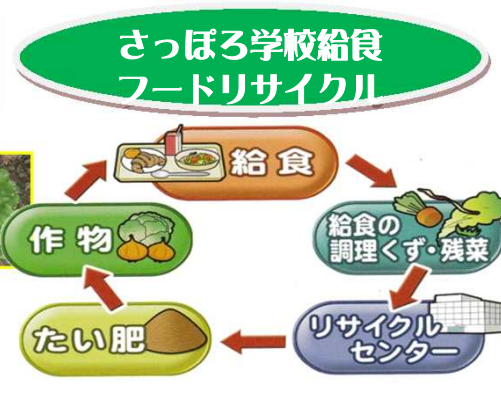 さっぽろ学校給食
フードリサイクル
給食
給食の
調理くず・残菜
リサイクル
センター
たい肥
作物